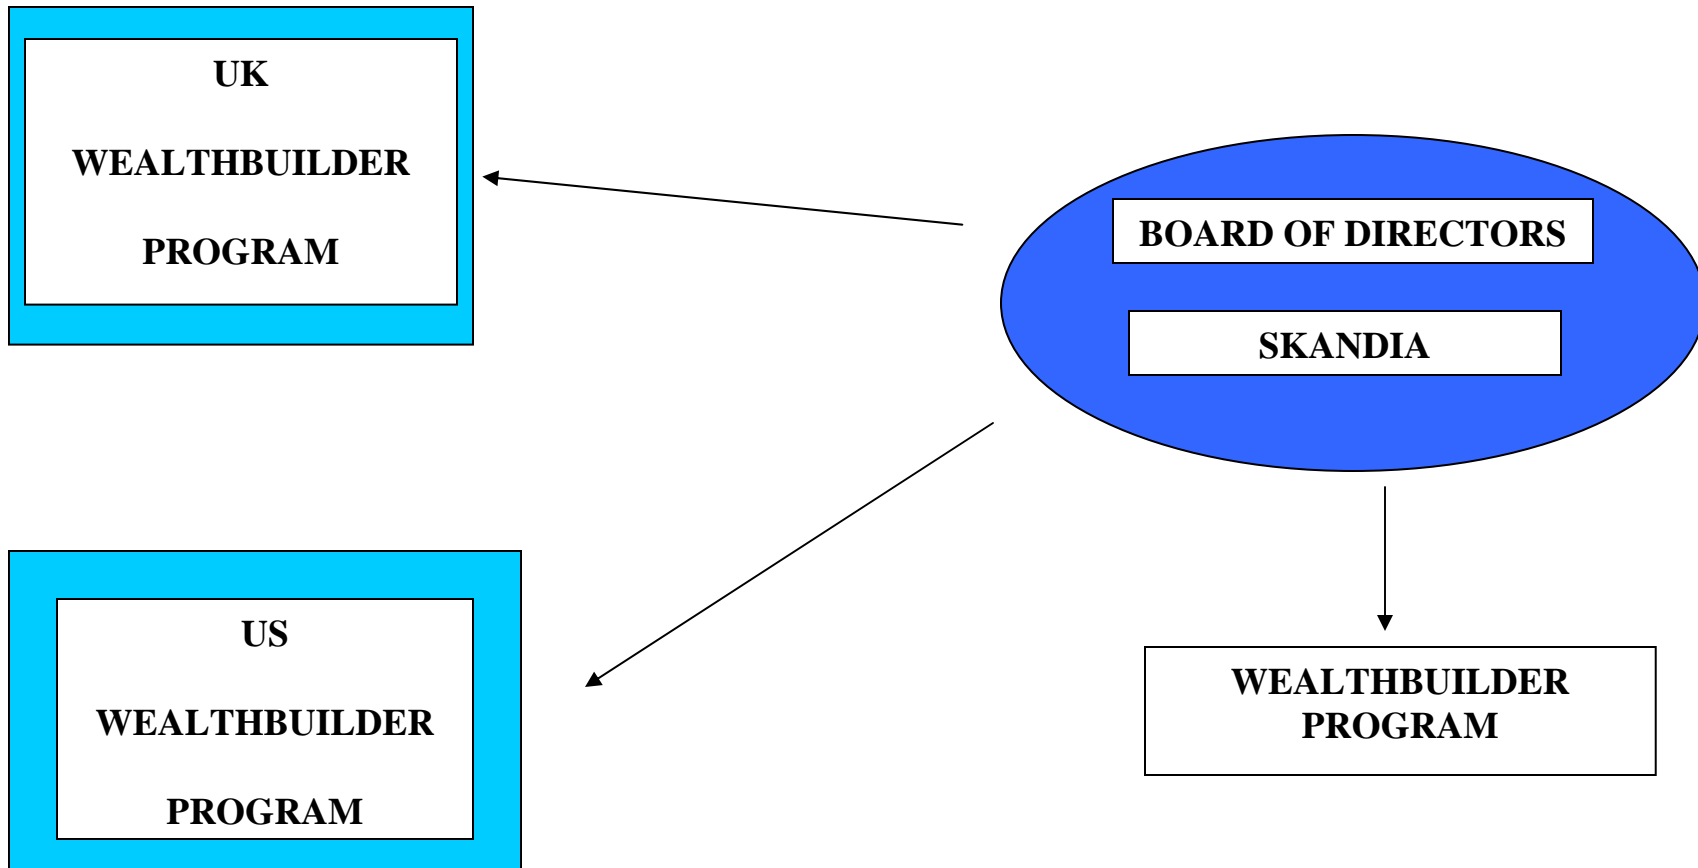 UK
WEALTHBUILDER
PROGRAM
BOARD OF DIRECTORS
SKANDIA
US
WEALTHBUILDER
PROGRAM
WEALTHBUILDER
PROGRAM